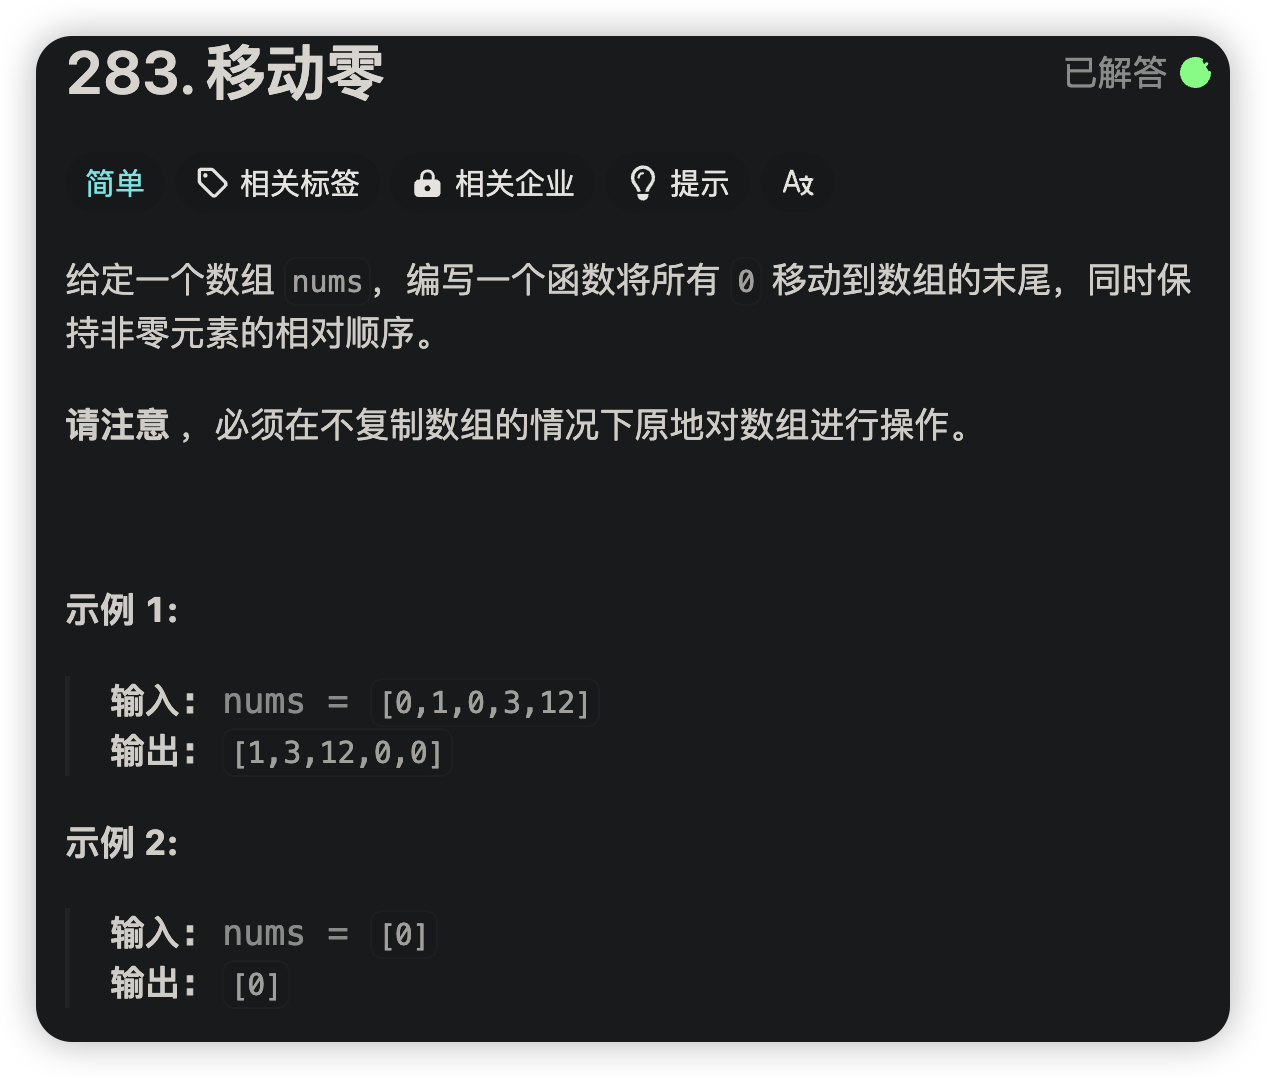 283. 移动零
已解答
简单 相关标签 相关企业 提示
给定一个数组 nums，编写一个函数将所有 0 移动到数组的末尾，同时保
持非零元素的相对顺序。
请注意 ，必须在不复制数组的情况下原地对数组进行操作。
示例 1:
输入: nums = [0,1,0,3,12]
输出: [1,3,12,0,0]
示例 2:
输入: nums = [0]
输出: [0]